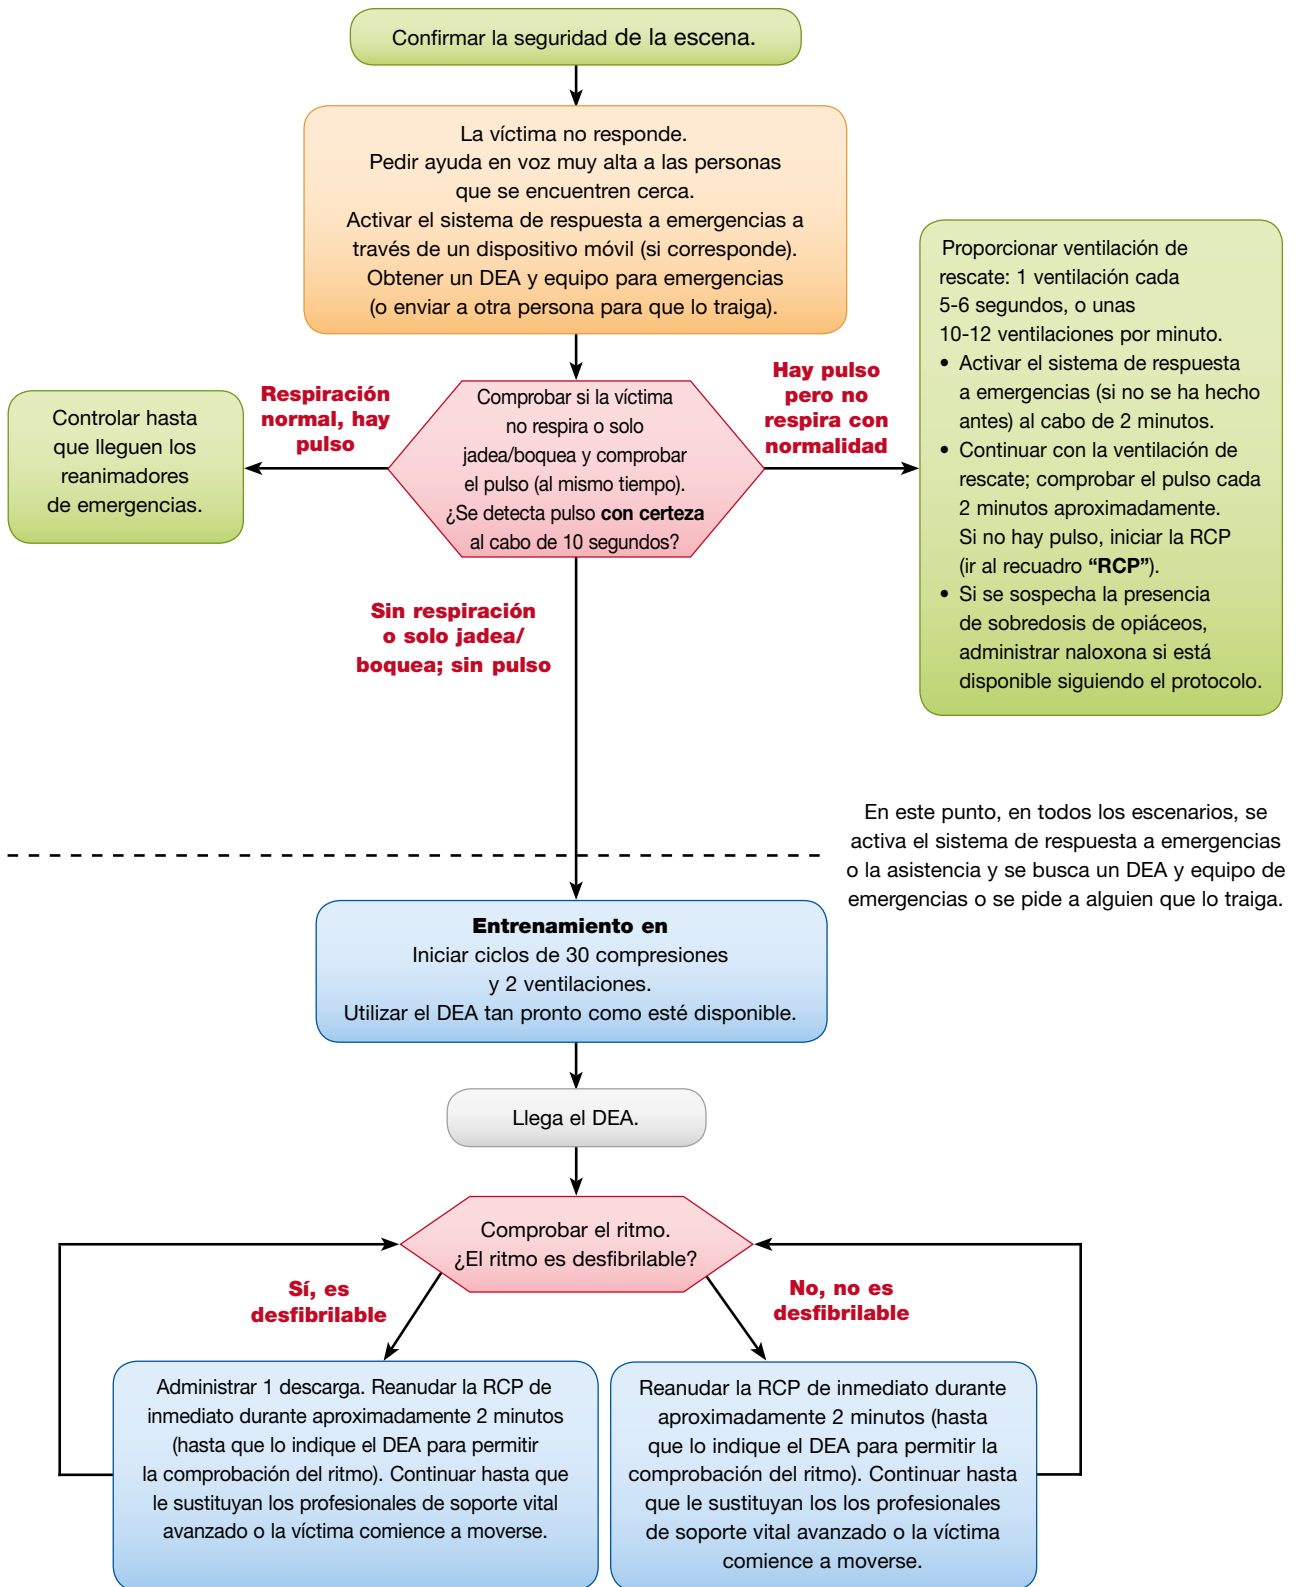 Confirmar la seguridad de la escena.
La víctima no responde.
Pedir ayuda en voz muy alta a las personas
que se encuentren cerca.
Activar el sistema de respuesta a emergencias a
través de un dispositivo móvil (si corresponde).
Obtener un DEA y equipo para emergencias
(o enviar a otra persona para que lo traiga).
Respiración
normal, hay
pulso
Controlar hasta
que lleguen los
reanimadores
de emergencias.
Comprobar si la víctima
no respira o solo
jadea/boquea y comprobar
el pulso (al mismo tiempo).
¿Se detecta pulso con certeza
al cabo de 10 segundos?
Hay pulso
pero no
respira con
normalidad
Proporcionar ventilación de
rescate: 1 ventilación cada
5-6 segundos, o unas
10-12 ventilaciones por minuto.
• Activar el sistema de respuesta
a emergencias (si no se ha hecho
antes) al cabo de 2 minutos.
• Continuar con la ventilación de
rescate; comprobar el pulso cada
2 minutos aproximadamente.
Si no hay pulso, iniciar la RCP
(ir al recuadro “RCP”).
• Si se sospecha la presencia
de sobredosis de opiáceos,
administrar naloxona si está
disponible siguiendo el protocolo.
Sin respiración
o solo jadea/
boquea; sin pulso
En este punto, en todos los escenarios, se
activa el sistema de respuesta a emergencias
o la asistencia y se busca un DEA y equipo de
emergencias o se pide a alguien que lo traiga.
Entrenamiento en
Iniciar ciclos de 30 compresiones
y 2 ventilaciones.
Utilizar el DEA tan pronto como esté disponible.
Llega el DEA.
Comprobar el ritmo.
¿El ritmo es desfibrilable?
Sí, es
desfibrilable
No, no es
desfibrilable
Administrar 1 descarga. Reanudar la RCP de
inmediato durante aproximadamente 2 minutos
(hasta que lo indique el DEA para permitir
la comprobación del ritmo). Continuar hasta que
le sustituyan los profesionales de soporte vital
avanzado o la víctima comience a moverse.
Reanudar la RCP de inmediato durante
aproximadamente 2 minutos (hasta
que lo indique el DEA para permitir la
comprobación del ritmo). Continuar hasta
que le sustituyan los los profesionales
de soporte vital avanzado o la víctima
comience a moverse.